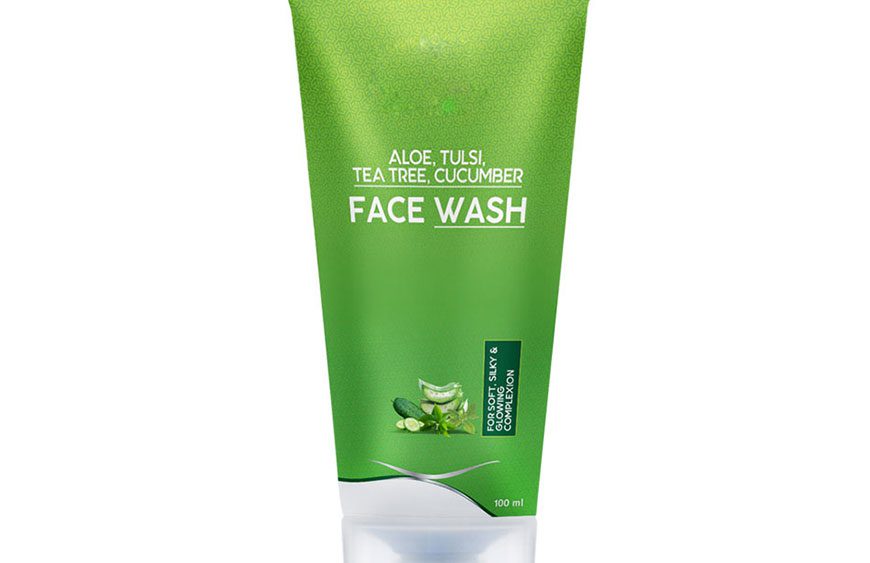 ALOE, TULSI,
TEA TREE, CUCUMBER
FACE WASH
FOR SOFT, SILKY &
GLOWING
COMPLEXION
100 ml